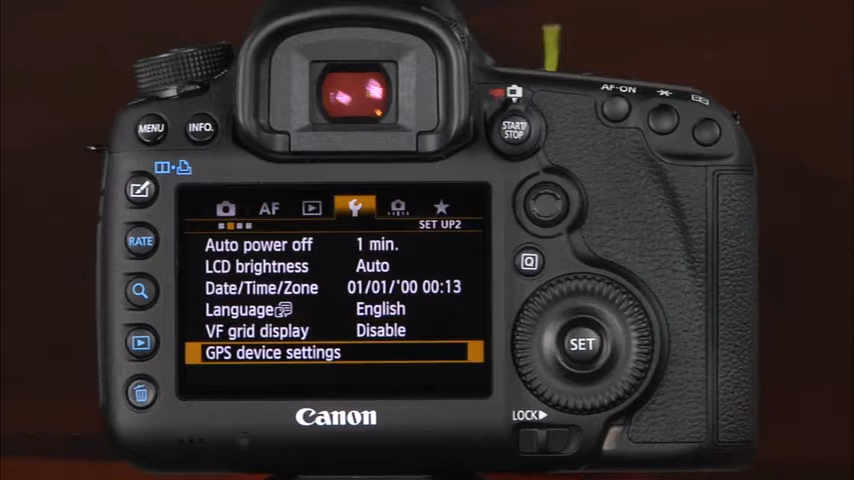 MENU
INFO.
START/
STOP
AF-ON
RATE
AF
SET UP2
Auto power off 1 min.
LCD brightness Auto
Date/Time/Zone 01/01/'00 00:13
Language English
VF grid display Disable
GPS device settings
Q
SET
Canon
LOCK▶